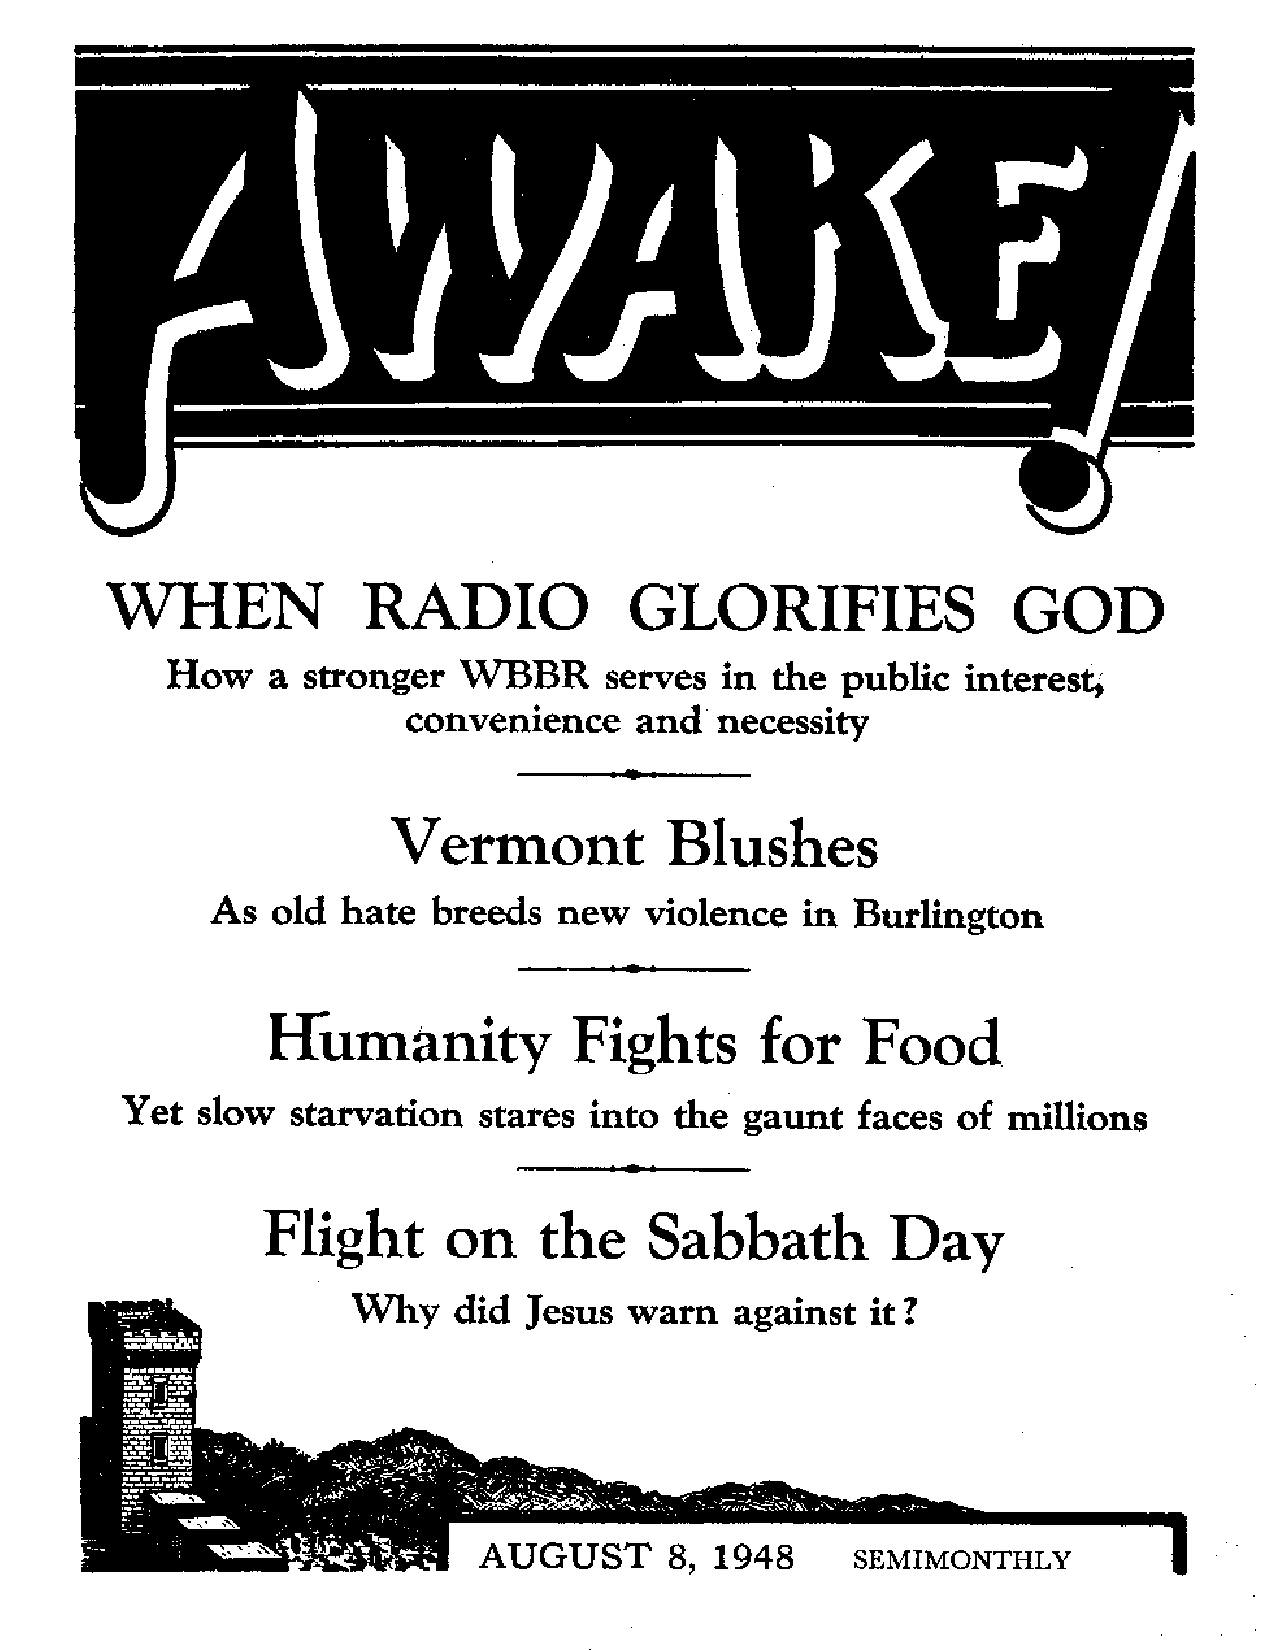 AWAKE!
WHEN RADIO GLORIFIES GOD
How a stronger WBBR serves in the public interest,
convenience and necessity
Vermont Blushes
As old hate breeds new violence in Burlington
Humanity Fights for Food
Yet slow starvation stares into the gaunt faces of millions
Flight on the Sabbath Day
Why did Jesus warn against it?
AUGUST 8, 1948 SEMIMONTHLY